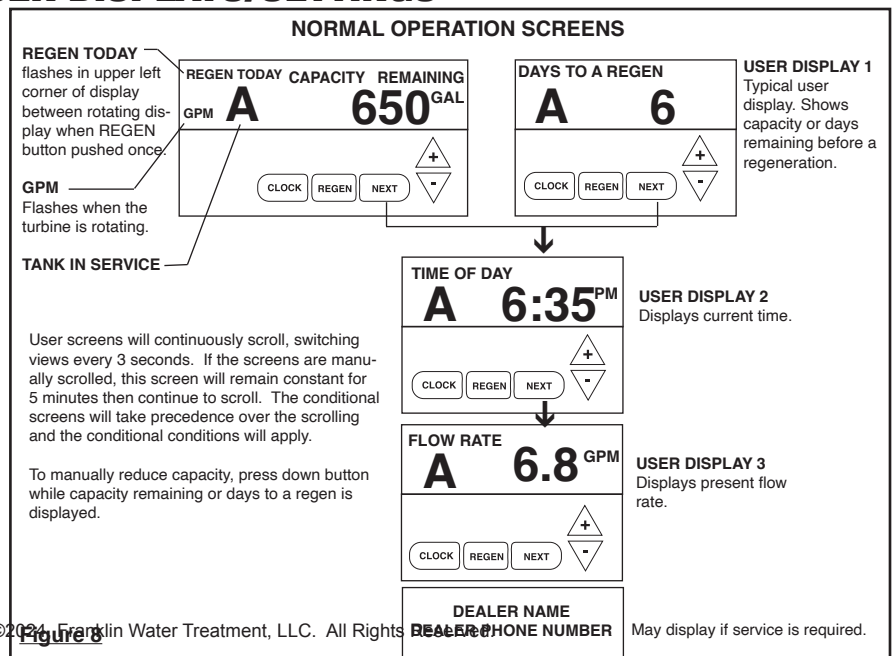 NORMAL OPERATION SCREENS
REGEN TODAY
flashes in upper left
corner of display
between rotating dis-
play when REGEN
button pushed once.
GPM
Flashes when the
turbine is rotating.
TANK IN SERVICE
REGEN TODAY CAPACITY REMAINING
GPM A 650 GAL
CLOCK REGEN NEXT + -
DAYS TO A REGEN
A 6
CLOCK REGEN NEXT + -
USER DISPLAY 1
Typical user
display. Shows
capacity or days
remaining before a
regeneration.
TIME OF DAY
A 6:35 PM
CLOCK REGEN NEXT + -
USER DISPLAY 2
Displays current time.
User screens will continuously scroll, switching
views every 3 seconds. If the screens are manu-
ally scrolled, this screen will remain constant for
5 minutes then continue to scroll. The conditional
screens will take precedence over the scrolling
and the conditional conditions will apply.
To manually reduce capacity, press down button
while capacity remaining or days to a regen is
displayed.
FLOW RATE
A 6.8 GPM
CLOCK REGEN NEXT + -
USER DISPLAY 3
Displays present flow
rate.
DEALER NAME
DEALER PHONE NUMBER
May display if service is required.
Figure 8
©2024, Franklin Water Treatment, LLC. All Rights Reserved.